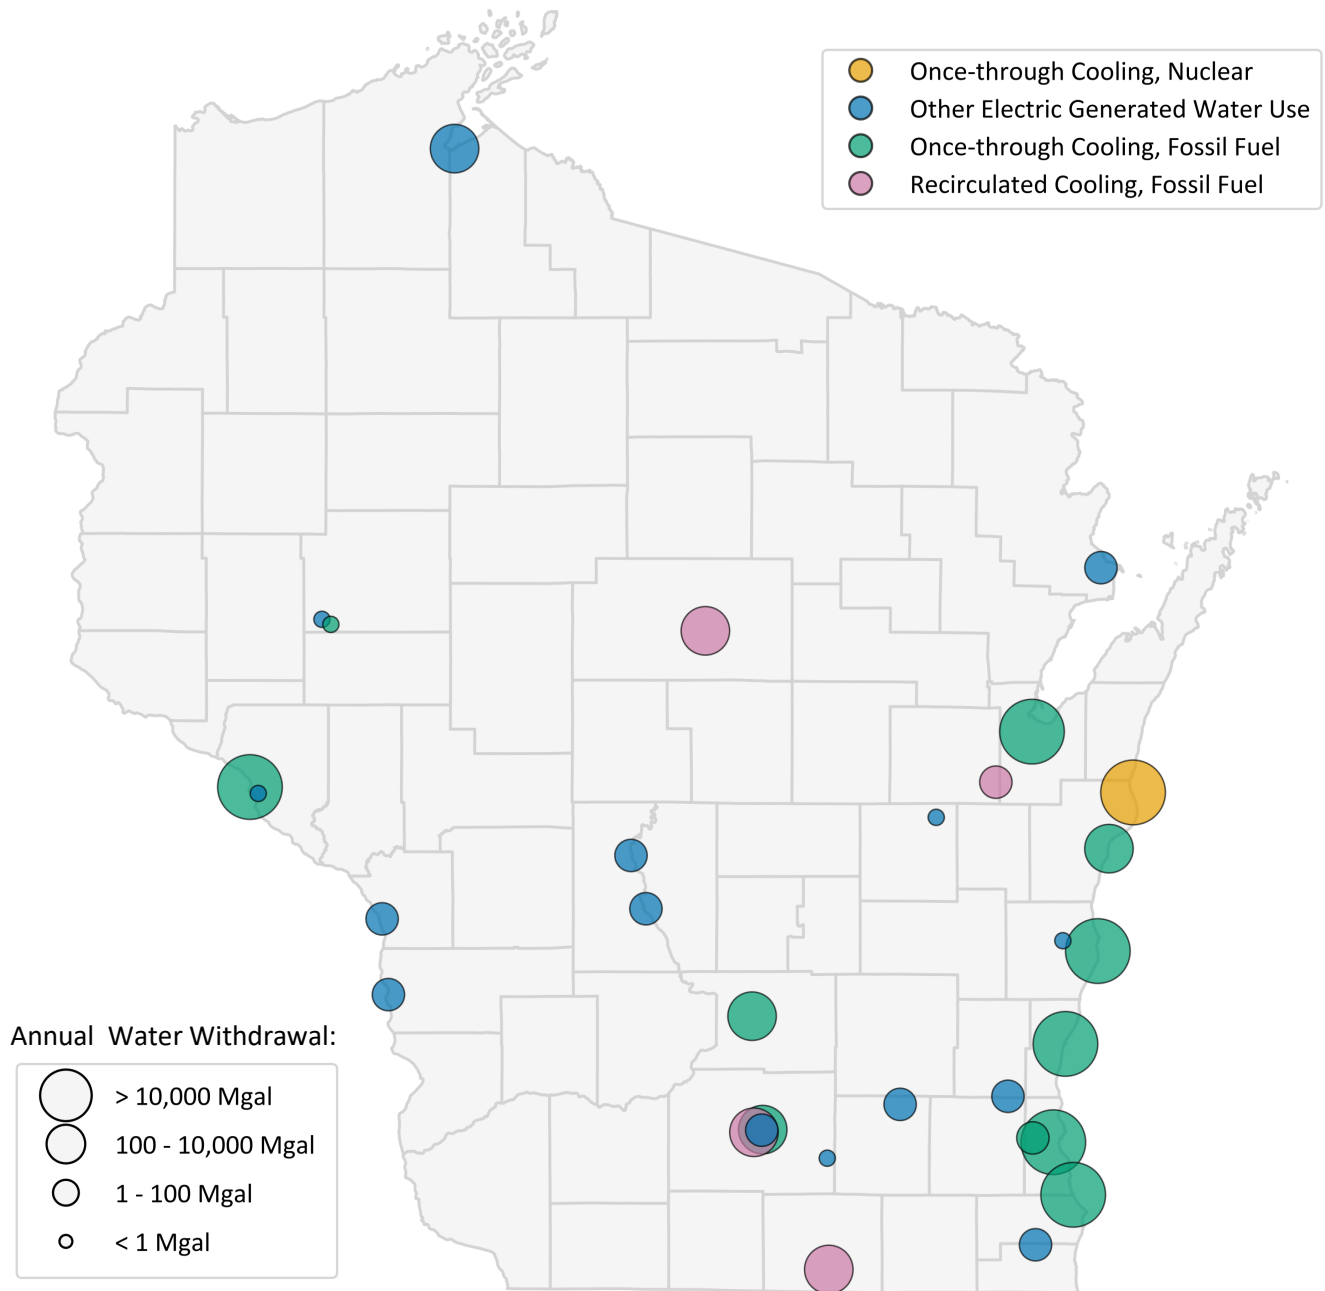 Once-through Cooling, Nuclear
Other Electric Generated Water Use
Once-through Cooling, Fossil Fuel
Recirculated Cooling, Fossil Fuel
Annual Water Withdrawal:
> 10,000 Mgal
100 - 10,000 Mgal
1 - 100 Mgal
< 1 Mgal